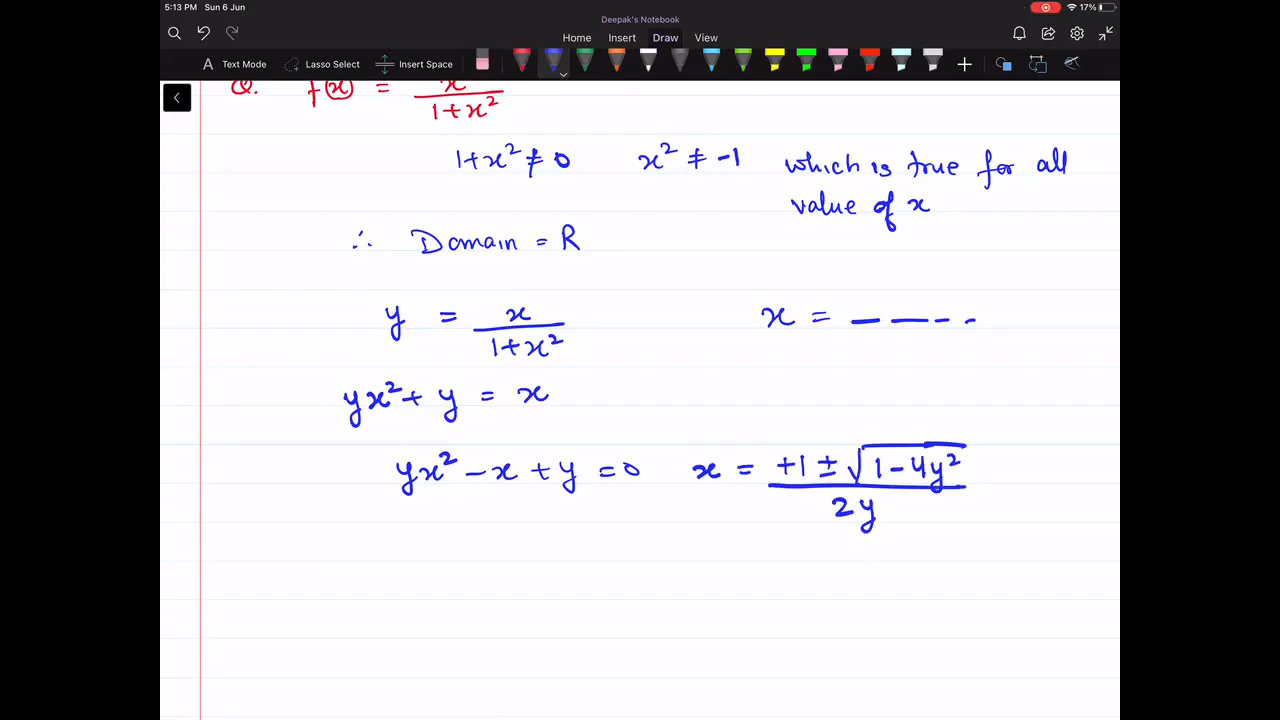 5:13 PM Sun 6 Jun
17%
Deepak's Notebook
Home Insert Draw View
Text Mode Lasso Select Insert Space
Q. f(x) = x / 1+x²
1+x² ≠ 0 x² ≠ -1 which is true for all
value of x
∴ Domain = R
y = x / 1+x² x = — — — -
yx² + y = x
yx² - x + y = 0 x = +1 ± √1-4y² / 2y